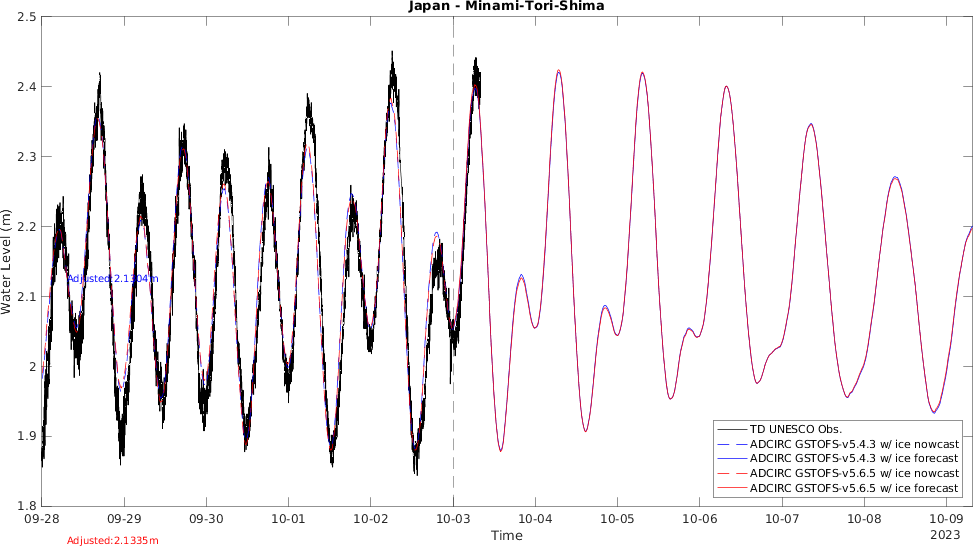 Japan - Minami-Tori-Shima
2.5
2.4
2.3
2.2
2.1
2
1.9
1.8
Water Level (m)
Adjusted:2.1304m
TD UNESCO Obs.
ADCIRC GSTOFS-v5.4.3 w/ ice nowcast
ADCIRC GSTOFS-v5.4.3 w/ ice forecast
ADCIRC GSTOFS-v5.6.5 w/ ice nowcast
ADCIRC GSTOFS-v5.6.5 w/ ice forecast
09-28 09-29 09-30 10-01 10-02 10-03 10-04 10-05 10-06 10-07 10-08 10-09
2023
Time
Adjusted:2.1335m